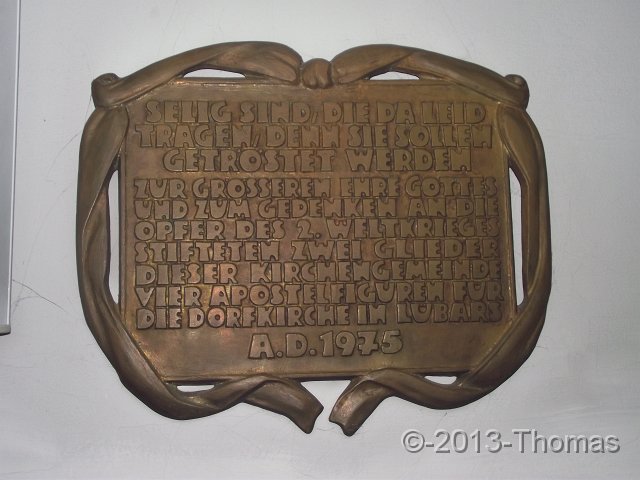 SELIG SIND, DIE DA LEID
TRAGEN, DENN SIE SOLLEN
GETRÖSTET WERDEN
ZUR GRÖSSEREN EHRE GOTTES
UND ZUM GEDENKEN AN DIE
OPFER DES 2. WELTKRIEGES
STIFTETEN ZWEI GLIEDER
DIESER KIRCHENGEMEINDE
VIER APOSTELFIGUREN FÜR
DIE DORFKIRCHE IN LÜBARS
A.D. 1975
©-2013-Thomas